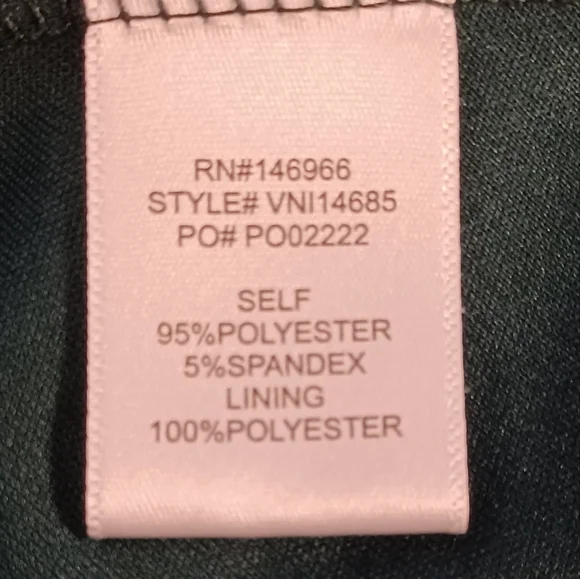 RN#146966
STYLE# VNI14685
PO# PO02222
SELF
95%POLYESTER
5%SPANDEX
LINING
100%POLYESTER